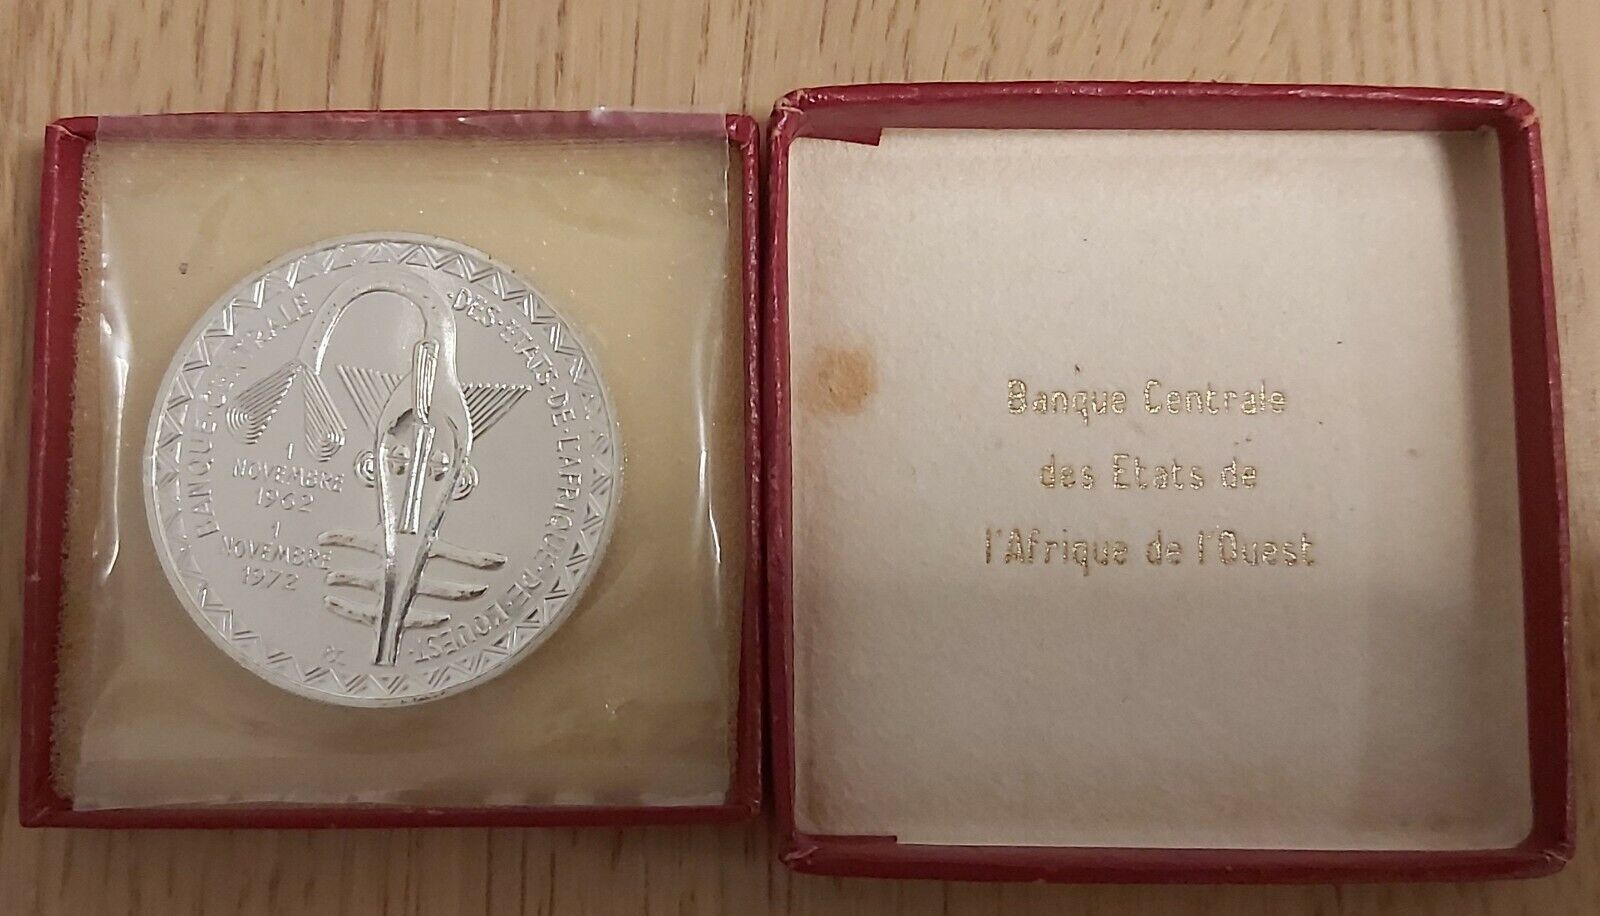 BANQUE·CENTRALE·DES·ETATS·DE·L'AFRIQUE·DE·L'OUEST·
1
NOVEMBRE
1962
1
NOVEMBRE
1972
Banque Centrale
des Etats de
l'Afrique de l'Ouest